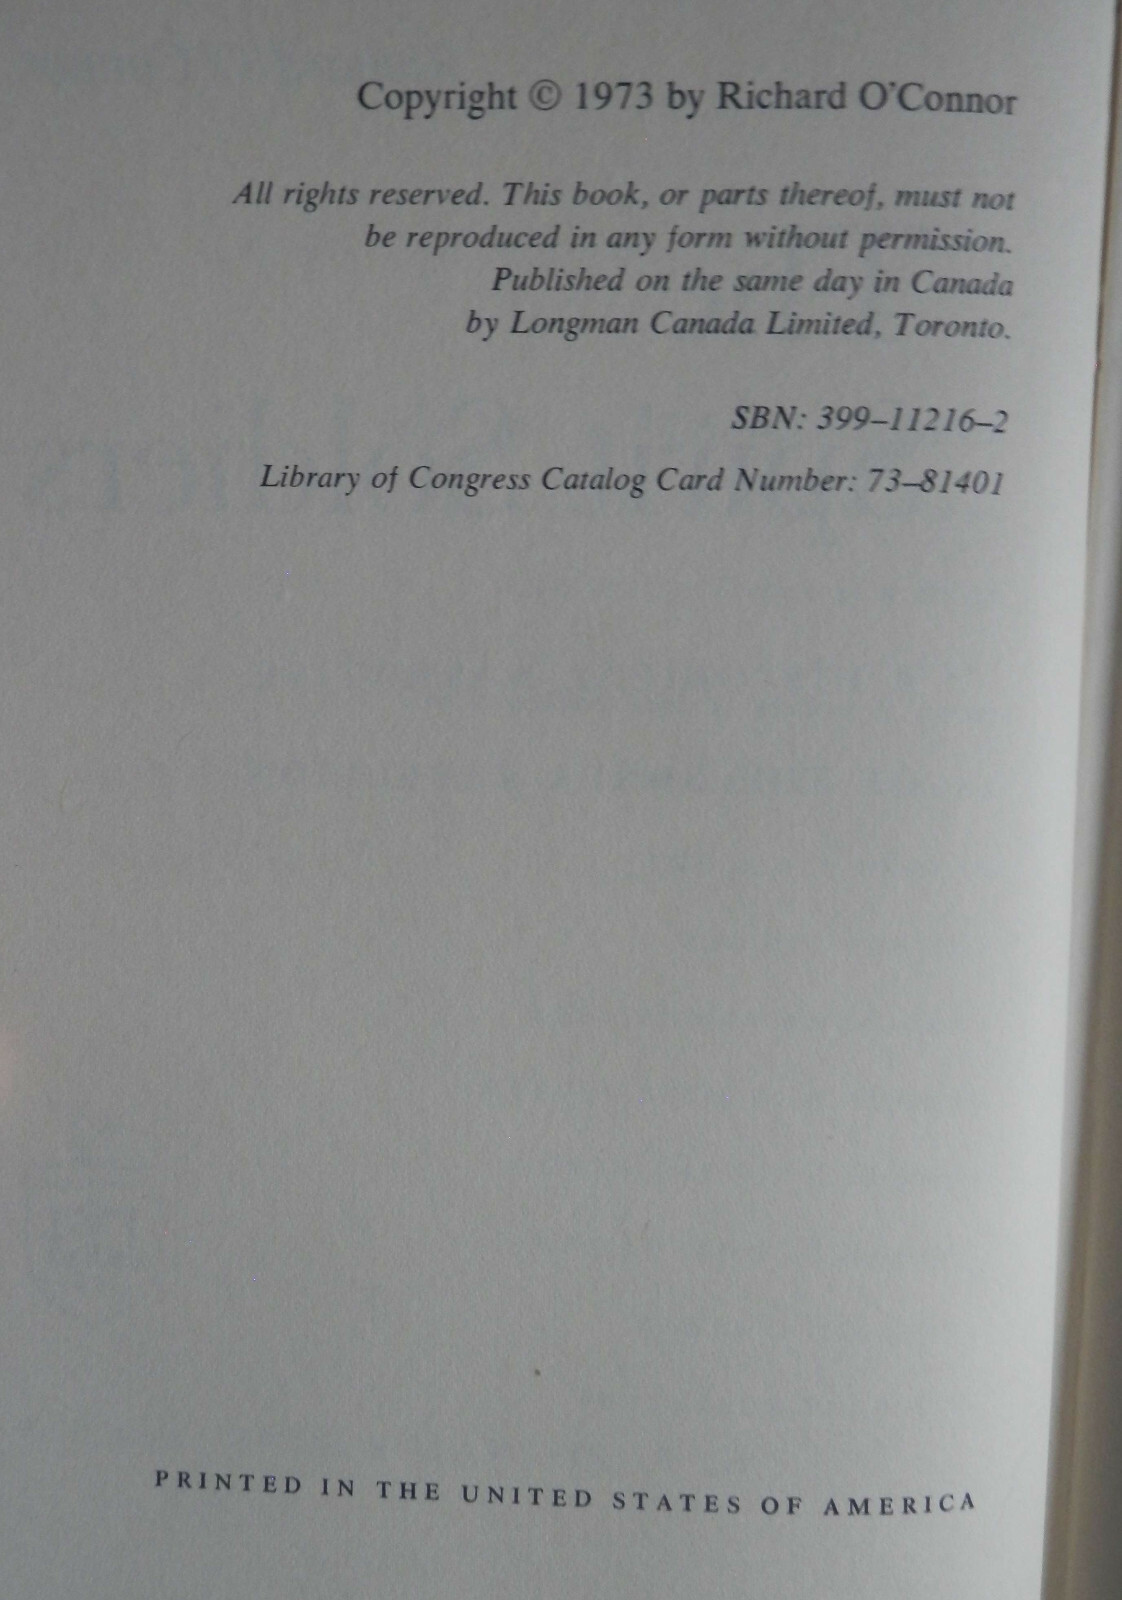 Copyright © 1973 by Richard O'Connor
All rights reserved. This book, or parts thereof, must not
be reproduced in any form without permission.
Published on the same day in Canada
by Longman Canada Limited, Toronto.
SBN: 399–11216–2
Library of Congress Catalog Card Number: 73–81401
PRINTED IN THE UNITED STATES OF AMERICA